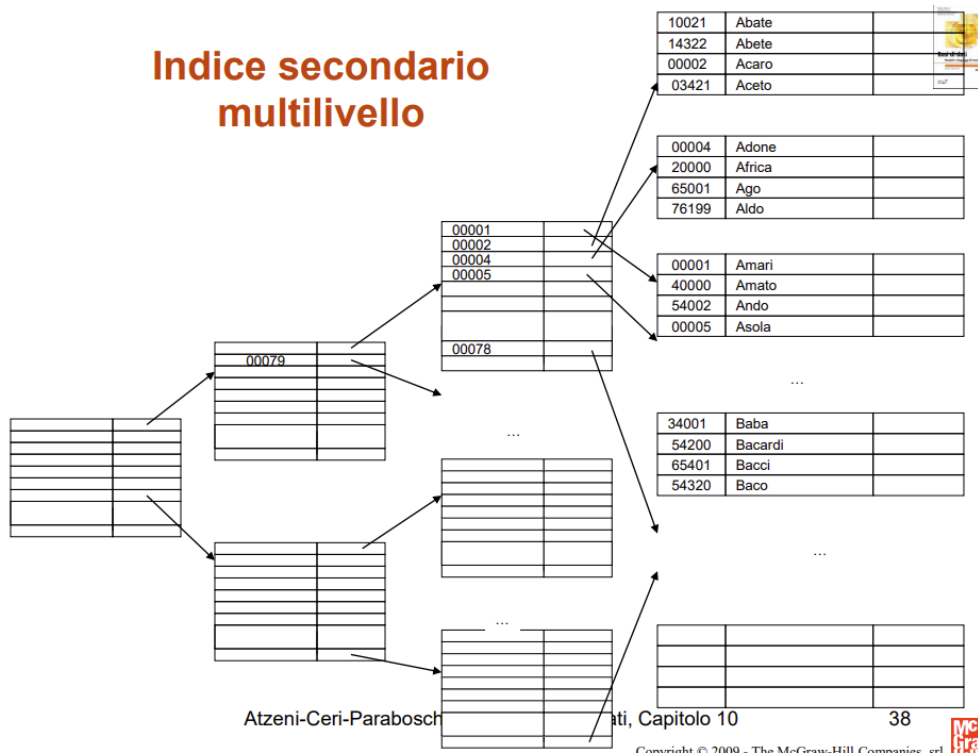 Indice secondario
multilivello
10021 Abate
14322 Abete
00002 Acaro
03421 Aceto
00004 Adone
20000 Africa
65001 Ago
76199 Aldo
00001 Amari
40000 Amato
54002 Ando
00005 Asola
...
34001 Baba
54200 Bacardi
65401 Bacci
54320 Baco
...
00001
00002
00004
00005
00078
...
...
00079
Atzeni-Ceri-Parabosch ati, Capitolo 10 38
Copyright © 2009 - The McGraw-Hill Companies, srl